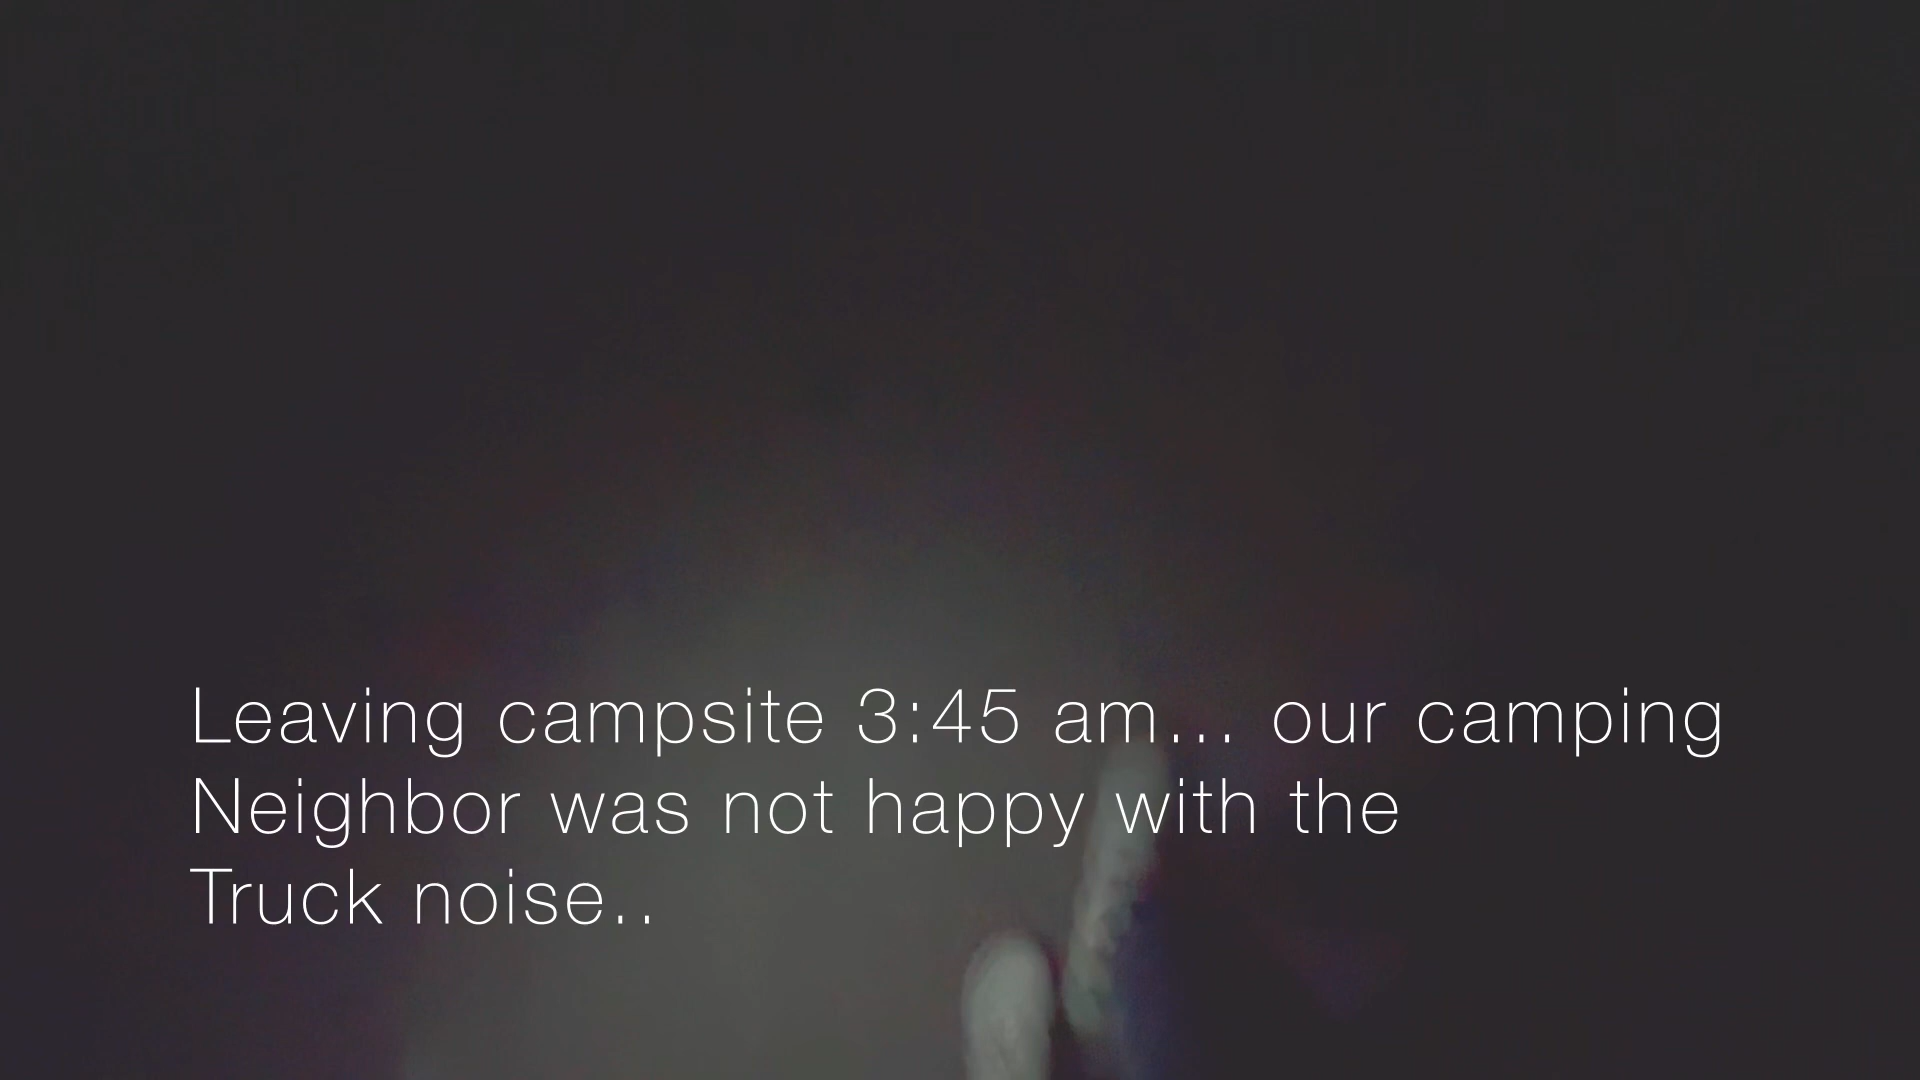 Leaving campsite 3:45 am... our camping
Neighbor was not happy with the
Truck noise..